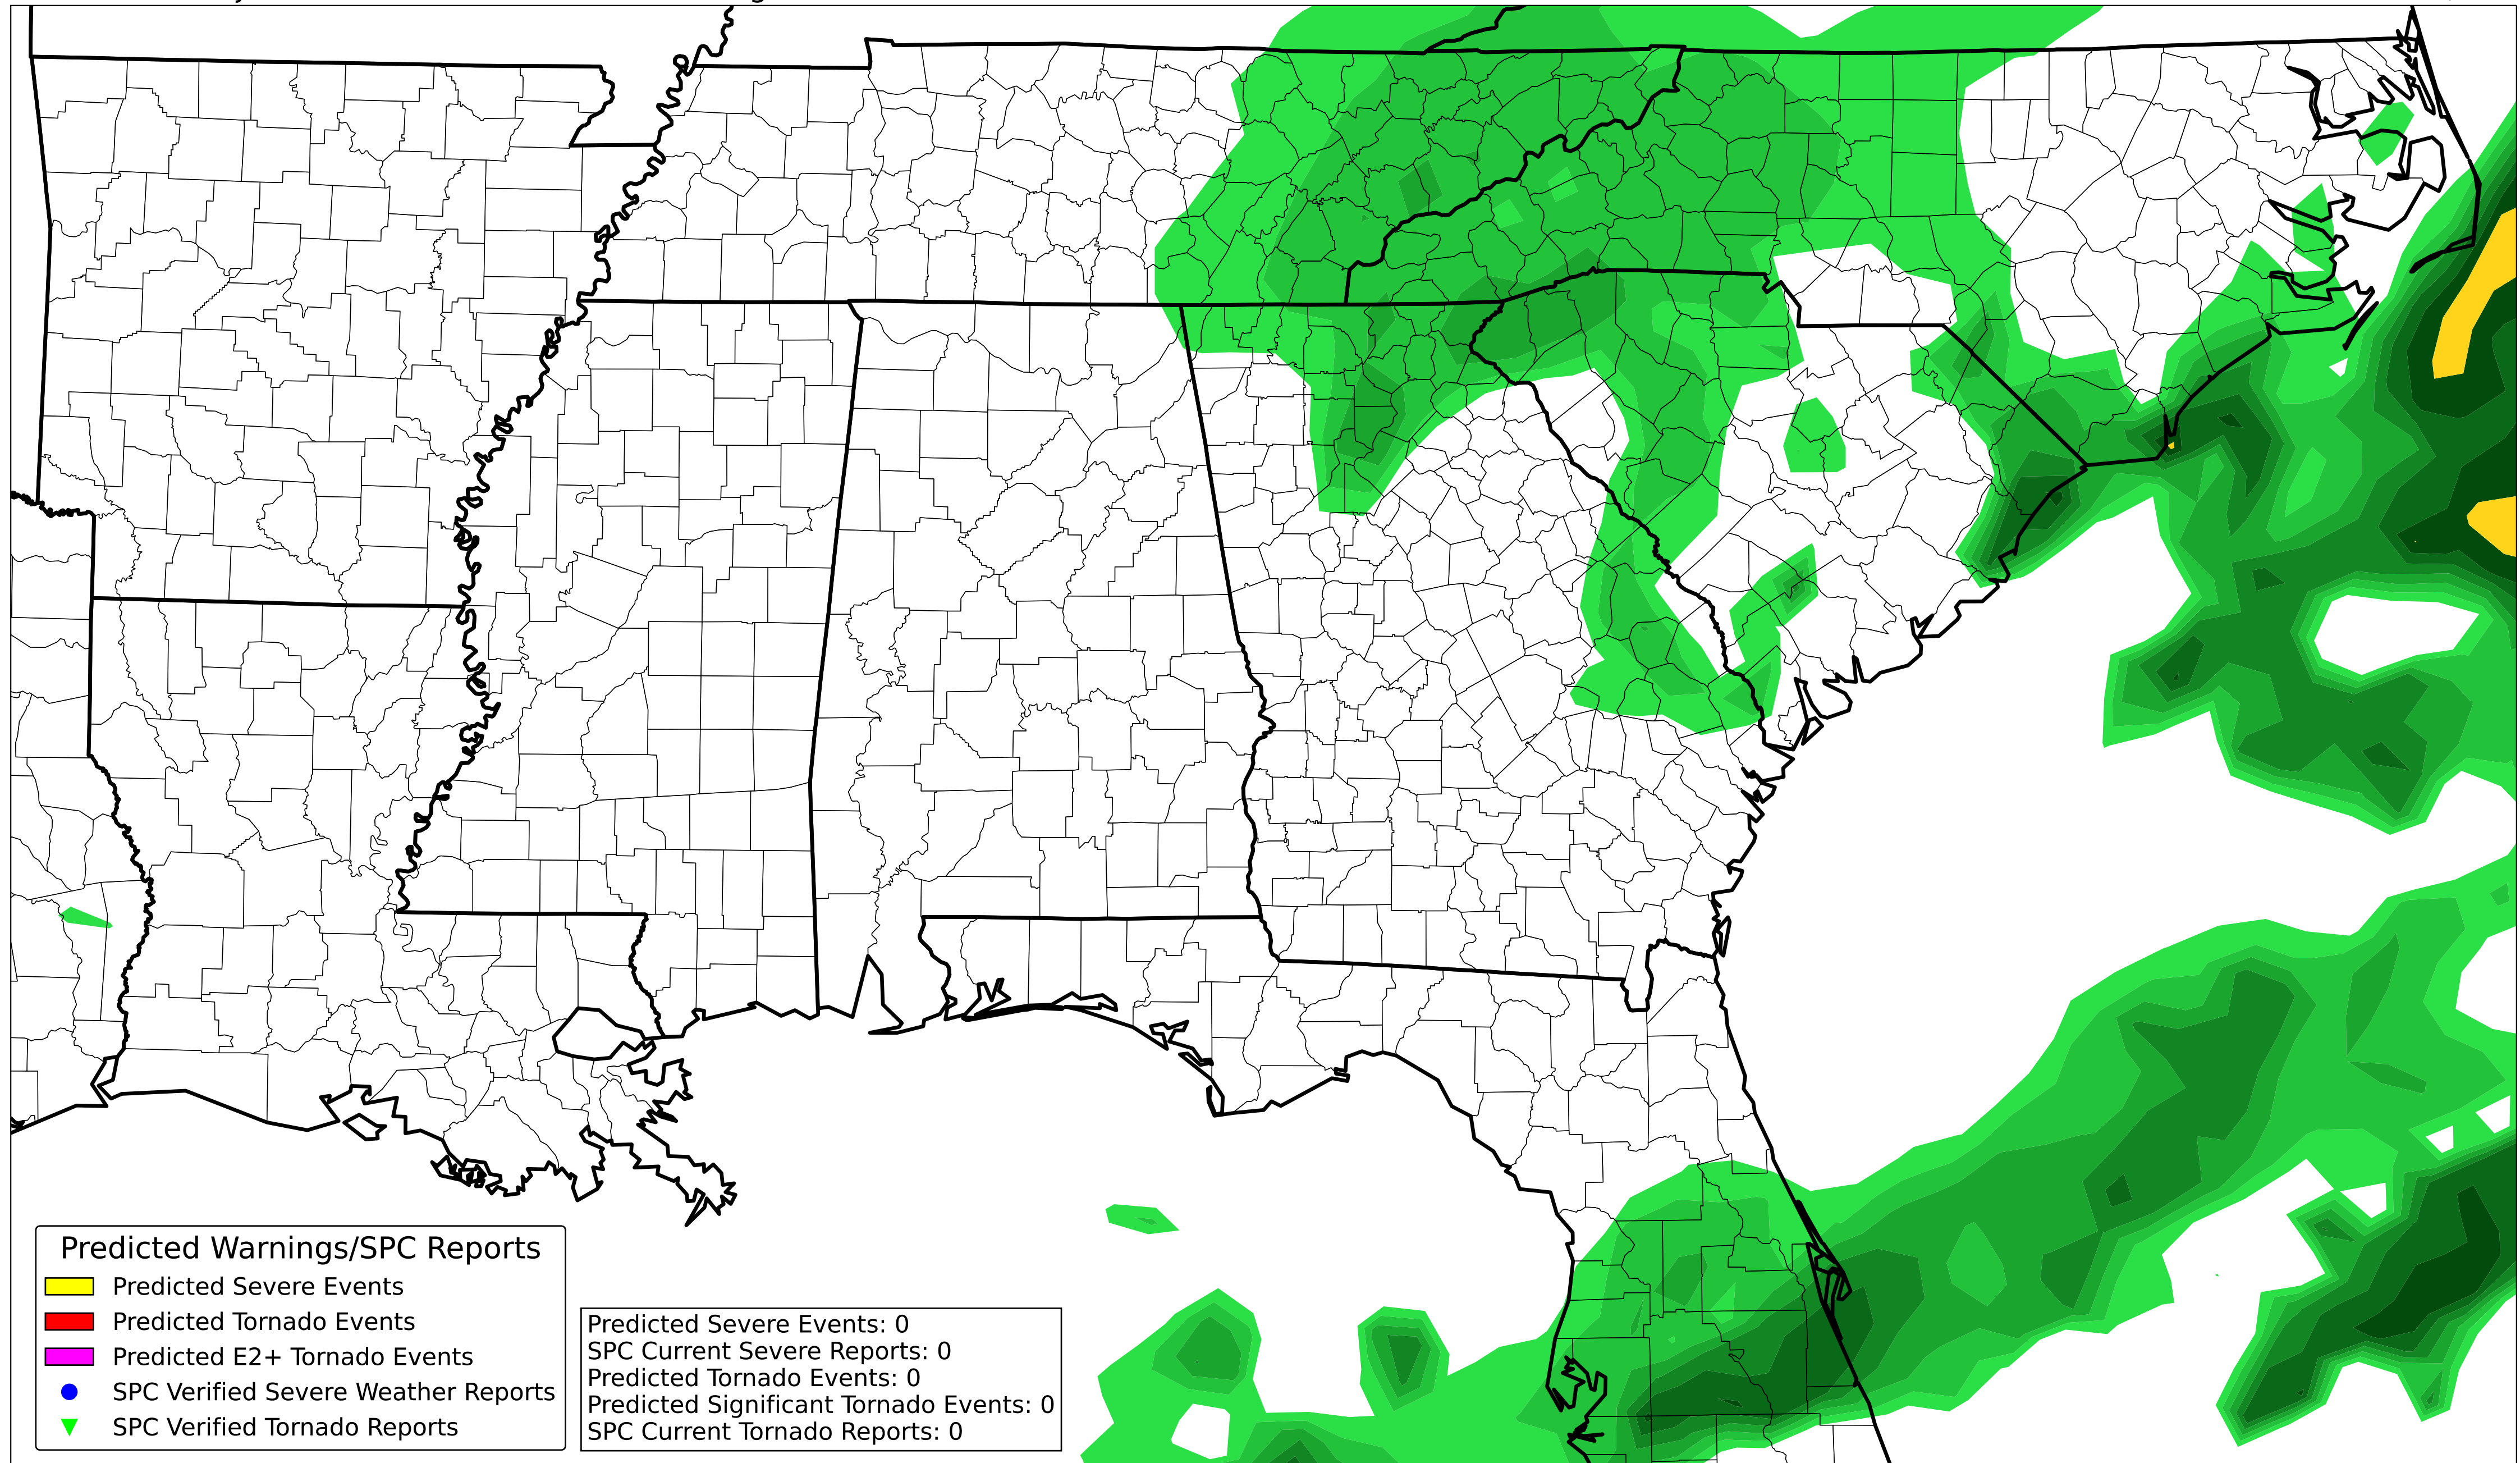 Predicted Warnings/SPC Reports
Predicted Severe Events
Predicted Tornado Events
Predicted E2+ Tornado Events
SPC Verified Severe Weather Reports
SPC Verified Tornado Reports
Predicted Severe Events: 0
SPC Current Severe Reports: 0
Predicted Tornado Events: 0
Predicted Significant Tornado Events: 0
SPC Current Tornado Reports: 0